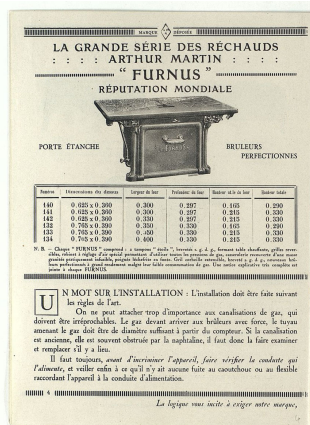 MARQUE DÉPOSÉE
LA GRANDE SÉRIE DES RÉCHAUDS
: : : : ARTHUR MARTIN : : : :
“ FURNUS ”
RÉPUTATION MONDIALE
PORTE ÉTANCHE
BRULEURS
PERFECTIONNES
Numéros Dimensions des dessus Largeur du four Profondeur du four Hauteur utile du four Hauteur totale
140 0.625 x 0.360 0.300 0.297 0.165 0.290
141 0.625 x 0.360 0.300 0.297 0.215 0.330
142 0.625 x 0.360 0.330 0.297 0.215 0.330
132 0.765 x 0.390 0.350 0.330 0.165 0.290
133 0.765 x 0.390 0.350 0.330 0.215 0.330
134 0.765 x 0.390 0.400 0.330 0.215 0.330
N. B. - Chaque “ FURNUS ” comprend :
jointe à chaque FURNUS.
UN MOT SUR L'INSTALLATION : L'installation doit être faite suivant
les règles de l'art.
On ne peut attacher trop d'importance aux canalisations de gaz, qui
doivent être irréprochables. Le gaz devant arriver aux brûleurs avec force, le tuyau
amenant le gaz doit être de diamètre suffisant à partir du compteur. Si la canalisation
est ancienne, elle est souvent obstruée par la naphtaline, il faut donc la faire examiner
et remplacer s'il y a lieu.
Il faut toujours, avant d'incriminer l'appareil, faire vérifier la conduite qui
l'alimente, et veiller enfin à ce qu'il n'y ait aucune fuite au caoutchouc ou au flexible
raccordant l'appareil à la conduite d'alimentation.
4
La logique vous incite à exiger notre marque,